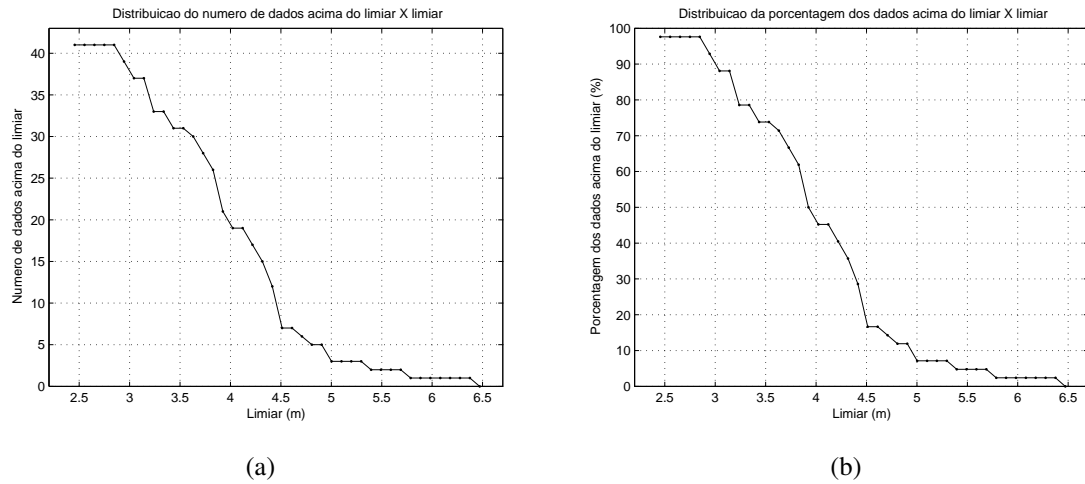 Distribuicao do numero de dados acima do limiar X limiar
Numero de dados acima do limiar
40
35
30
25
20
15
10
5
0
2.5 3 3.5 4 4.5 5 5.5 6 6.5
Limiar (m)
(a)
Distribuicao da porcentagem dos dados acima do limiar X limiar
Porcentagem dos dados acima do limiar (%)
100
90
80
70
60
50
40
30
20
10
0
2.5 3 3.5 4 4.5 5 5.5 6 6.5
Limiar (m)
(b)